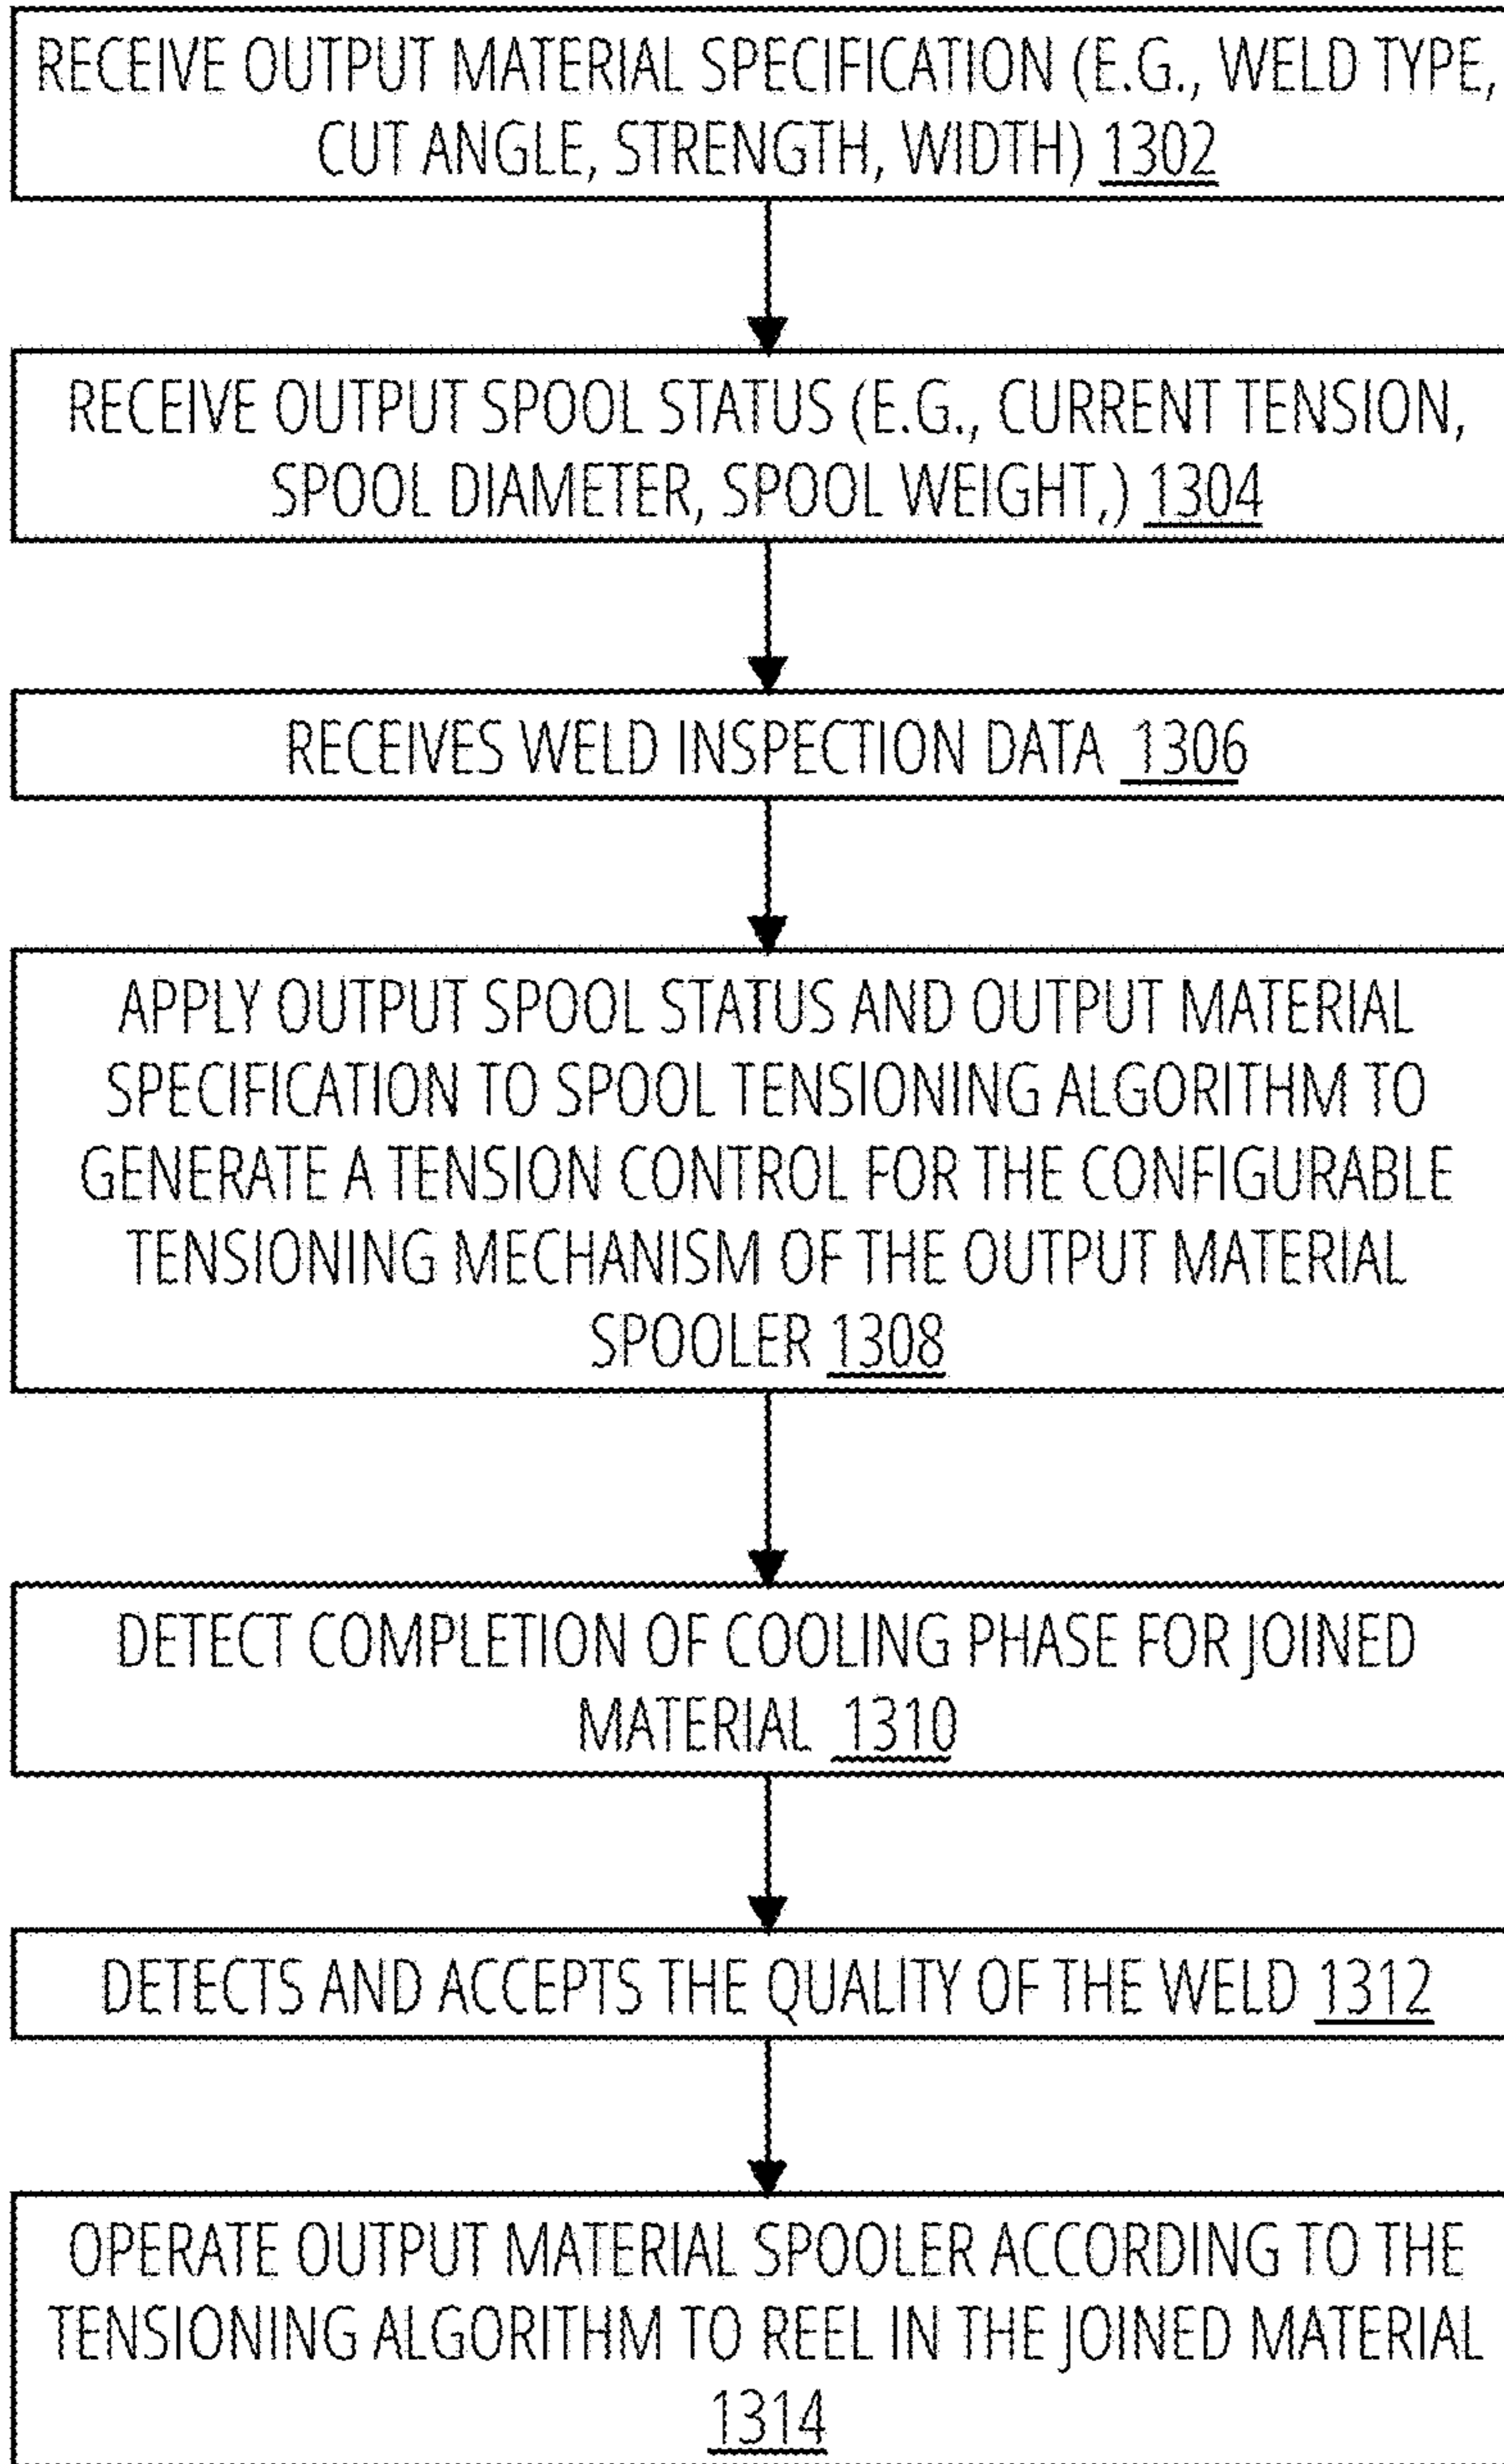 RECEIVE OUTPUT MATERIAL SPECIFICATION (E.G., WELD TYPE,
CUT ANGLE, STRENGTH, WIDTH) 1302
RECEIVE OUTPUT SPOOL STATUS (E.G., CURRENT TENSION,
SPOOL DIAMETER, SPOOL WEIGHT,) 1304
RECEIVES WELD INSPECTION DATA 1306
APPLY OUTPUT SPOOL STATUS AND OUTPUT MATERIAL
SPECIFICATION TO SPOOL TENSIONING ALGORITHM TO
GENERATE A TENSION CONTROL FOR THE CONFIGURABLE
TENSIONING MECHANISM OF THE OUTPUT MATERIAL
SPOOLER 1308
DETECT COMPLETION OF COOLING PHASE FOR JOINED
MATERIAL 1310
DETECTS AND ACCEPTS THE QUALITY OF THE WELD 1312
OPERATE OUTPUT MATERIAL SPOOLER ACCORDING TO THE
TENSIONING ALGORITHM TO REEL IN THE JOINED MATERIAL
1314